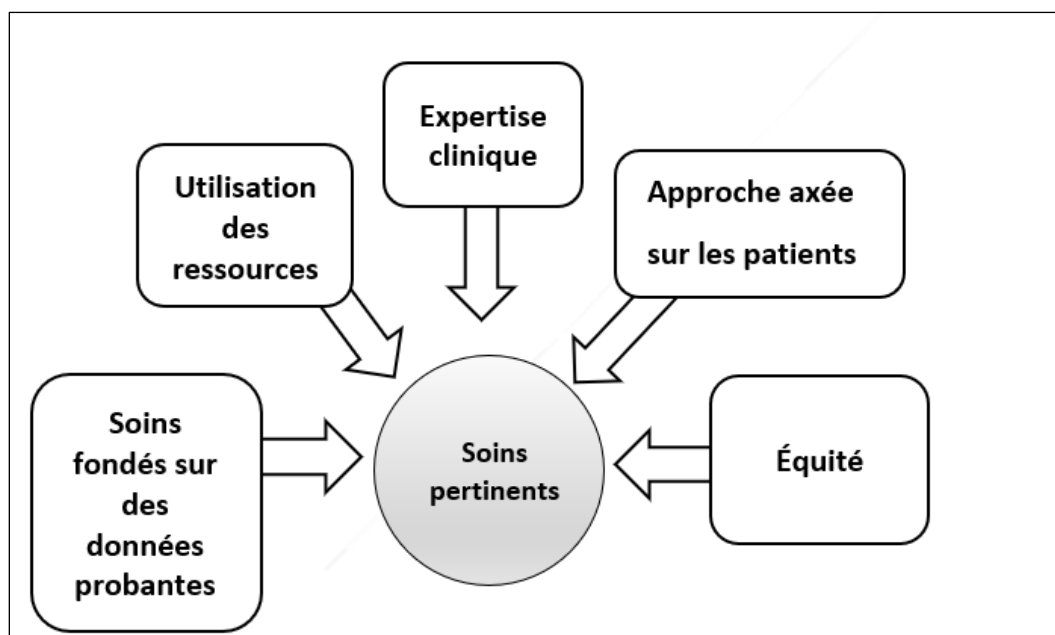 Expertise
clinique
Utilisation
des
ressources
Approche axée
sur les patients
Soins
fondés sur
des
données
probantes
Soins
pertinents
Équité